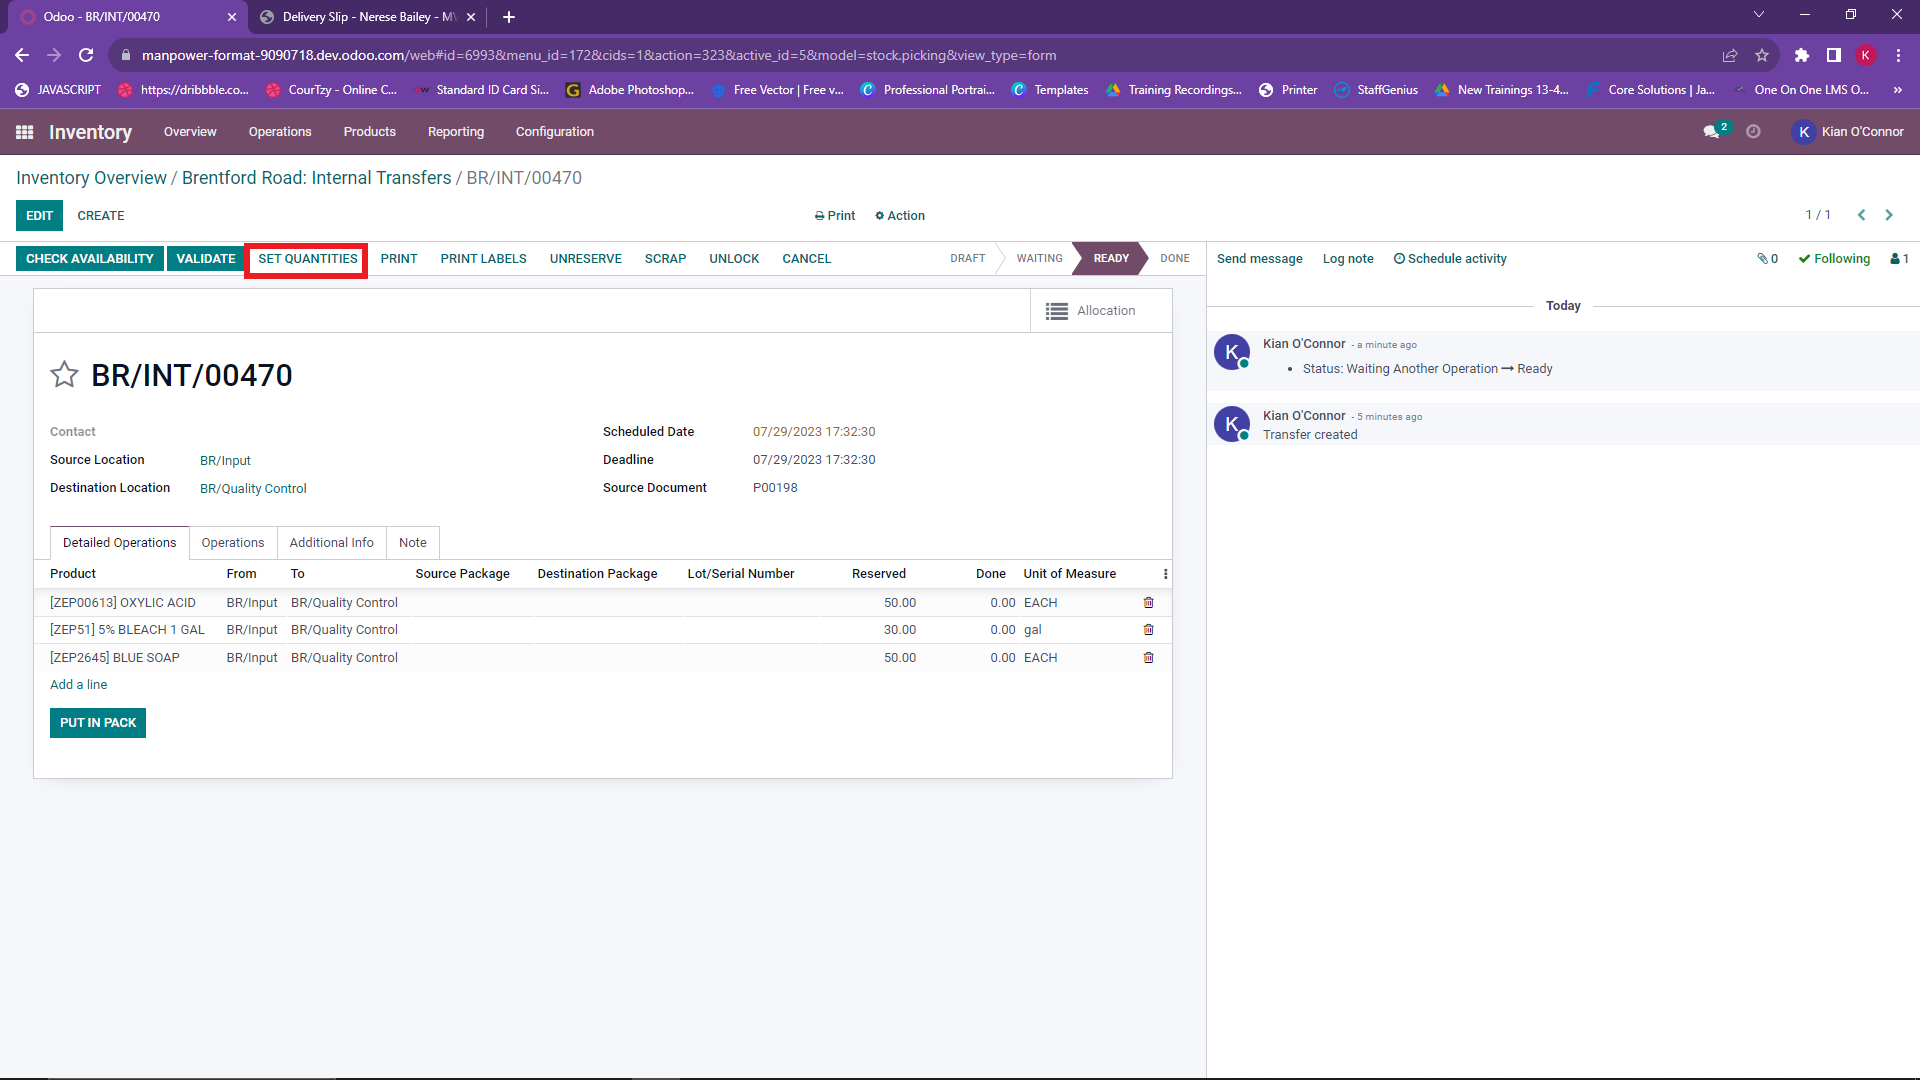 Odoo - BR/INT/00470
Delivery Slip - Nerese Bailey - M
manpower-format-9090718.dev.odoo.com/web#id=6993&menu_id=172&cids=1&action=323&active_id=5&model=stock.picking&view_type=form
K
JAVASCRIPT
https://dribbble.co...
CourTzy - Online C...
Standard ID Card Si...
Adobe Photoshop...
Free Vector | Free v...
Professional Portrai...
Templates
Training Recordings...
Printer
StaffGenius
New Trainings 13-4...
Core Solutions | Ja...
One On One LMS O...
Inventory
Overview
Operations
Products
Reporting
Configuration
2
K
Kian O'Connor
Inventory Overview / Brentford Road: Internal Transfers / BR/INT/00470
EDIT
CREATE
Print
Action
1 / 1
CHECK AVAILABILITY
VALIDATE
SET QUANTITIES
PRINT
PRINT LABELS
UNRESERVE
SCRAP
UNLOCK
CANCEL
DRAFT
WAITING
READY
DONE
Send message
Log note
Schedule activity
0
Following
1
Allocation
Today
BR/INT/00470
K
Kian O'Connor - a minute ago
Status: Waiting Another Operation → Ready
K
Kian O'Connor - 5 minutes ago
Transfer created
Contact
Source Location BR/Input
Destination Location BR/Quality Control
Scheduled Date 07/29/2023 17:32:30
Deadline 07/29/2023 17:32:30
Source Document P00198
Detailed Operations
Operations
Additional Info
Note
Product From To Source Package Destination Package Lot/Serial Number Reserved Done Unit of Measure
[ZEP00613] OXYLIC ACID BR/Input BR/Quality Control 50.00 0.00 EACH
[ZEP51] 5% BLEACH 1 GAL BR/Input BR/Quality Control 30.00 0.00 gal
[ZEP2645] BLUE SOAP BR/Input BR/Quality Control 50.00 0.00 EACH
Add a line
PUT IN PACK